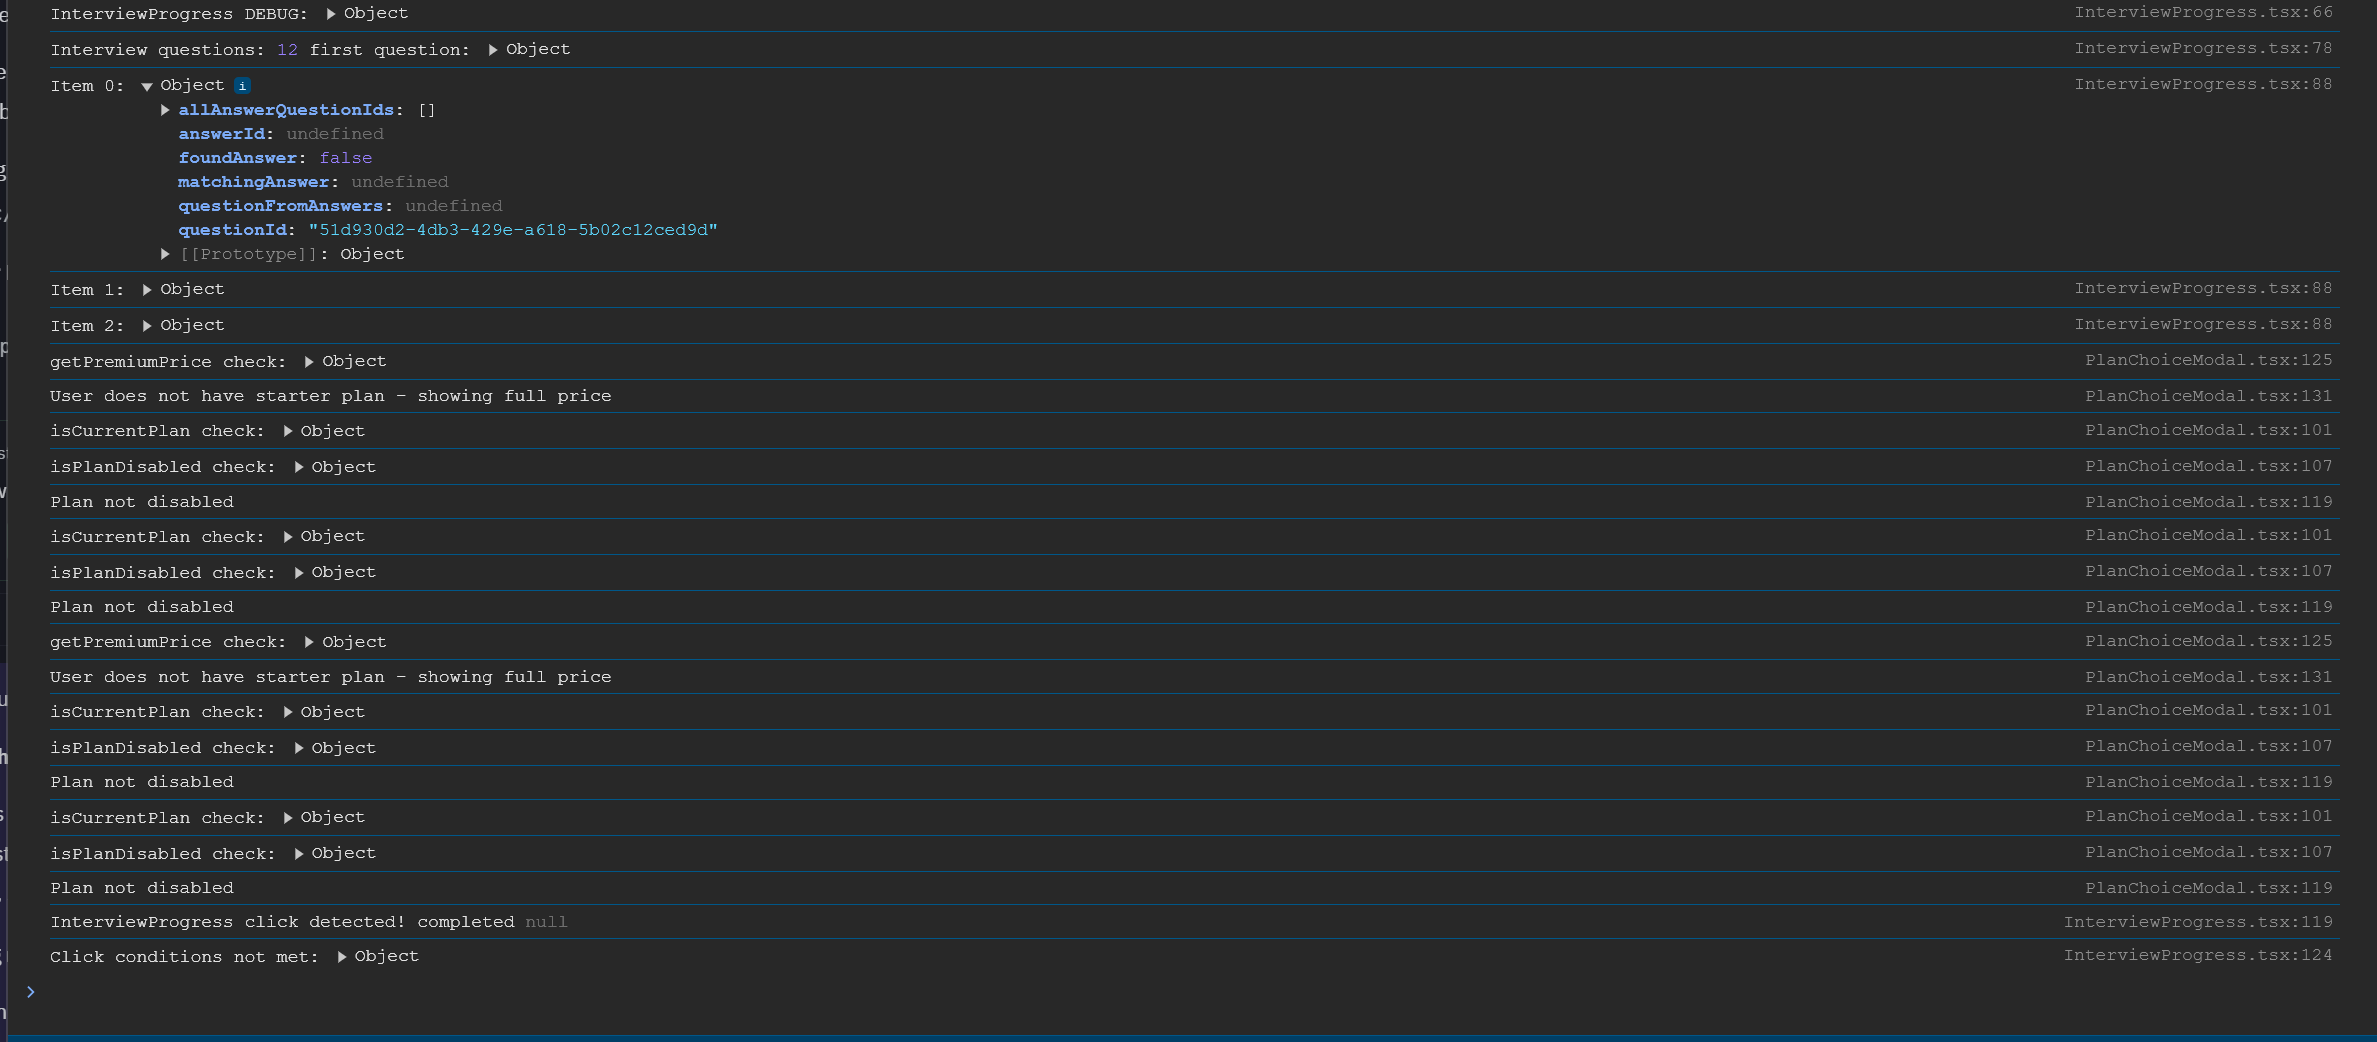 InterviewProgress DEBUG: ▶ Object InterviewProgress.tsx:66
Interview questions: 12 first question: ▶ Object InterviewProgress.tsx:78
Item 0: ▼ Object i InterviewProgress.tsx:88
▶ allAnswerQuestionIds: []
answerId: undefined
foundAnswer: false
matchingAnswer: undefined
questionFromAnswers: undefined
questionId: "51d930d2-4db3-429e-a618-5b02c12ced9d"
▶ [[Prototype]]: Object
Item 1: ▶ Object InterviewProgress.tsx:88
Item 2: ▶ Object InterviewProgress.tsx:88
getPremiumPrice check: ▶ Object PlanChoiceModal.tsx:125
User does not have starter plan - showing full price PlanChoiceModal.tsx:131
isCurrentPlan check: ▶ Object PlanChoiceModal.tsx:101
isPlanDisabled check: ▶ Object PlanChoiceModal.tsx:107
Plan not disabled PlanChoiceModal.tsx:119
isCurrentPlan check: ▶ Object PlanChoiceModal.tsx:101
isPlanDisabled check: ▶ Object PlanChoiceModal.tsx:107
Plan not disabled PlanChoiceModal.tsx:119
getPremiumPrice check: ▶ Object PlanChoiceModal.tsx:125
User does not have starter plan - showing full price PlanChoiceModal.tsx:131
isCurrentPlan check: ▶ Object PlanChoiceModal.tsx:101
isPlanDisabled check: ▶ Object PlanChoiceModal.tsx:107
Plan not disabled PlanChoiceModal.tsx:119
isCurrentPlan check: ▶ Object PlanChoiceModal.tsx:101
isPlanDisabled check: ▶ Object PlanChoiceModal.tsx:107
Plan not disabled PlanChoiceModal.tsx:119
InterviewProgress click detected! completed null InterviewProgress.tsx:119
Click conditions not met: ▶ Object InterviewProgress.tsx:124